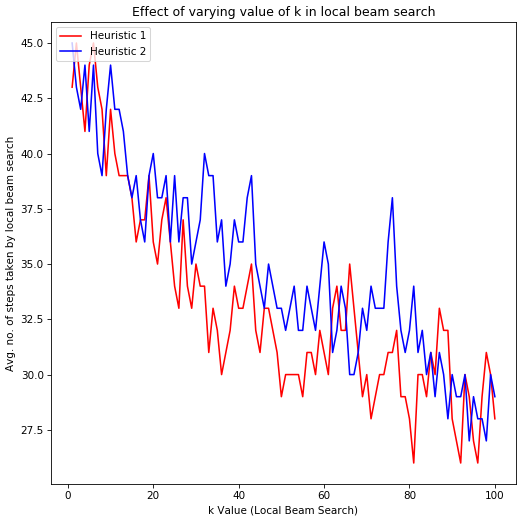 Effect of varying value of k in local beam search
Heuristic 1
Heuristic 2
Avg. no. of steps taken by local beam search
45.0
42.5
40.0
37.5
35.0
32.5
30.0
27.5
0 20 40 60 80 100
k Value (Local Beam Search)